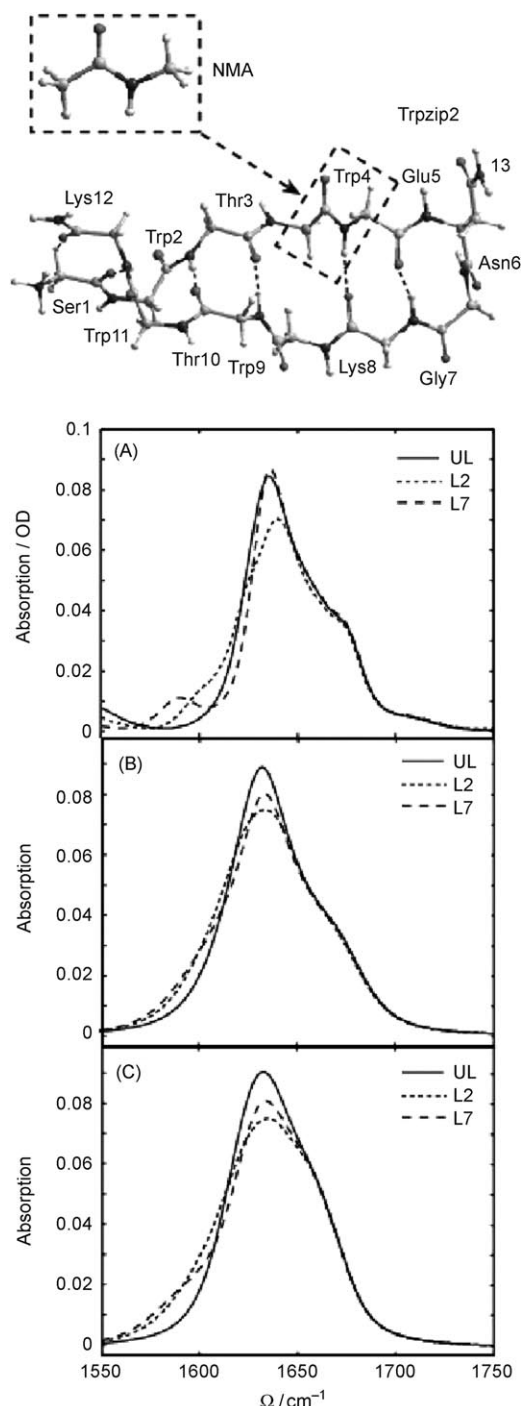 NMA
Trpzip2
13
Lys12
Thr3
Trp4
Glu5
Trp2
Asn6
Ser1
Trp11
Thr10
Trp9
Lys8
Gly7
(A)
UL
L2
L7
0.1
0.08
0.06
0.04
0.02
0
Absorption / OD
(B)
UL
L2
L7
0.08
0.06
0.04
0.02
0
Absorption
(C)
UL
L2
L7
0.08
0.06
0.04
0.02
0
Absorption
1550 1600 1650 1700 1750
Ω / cm⁻¹